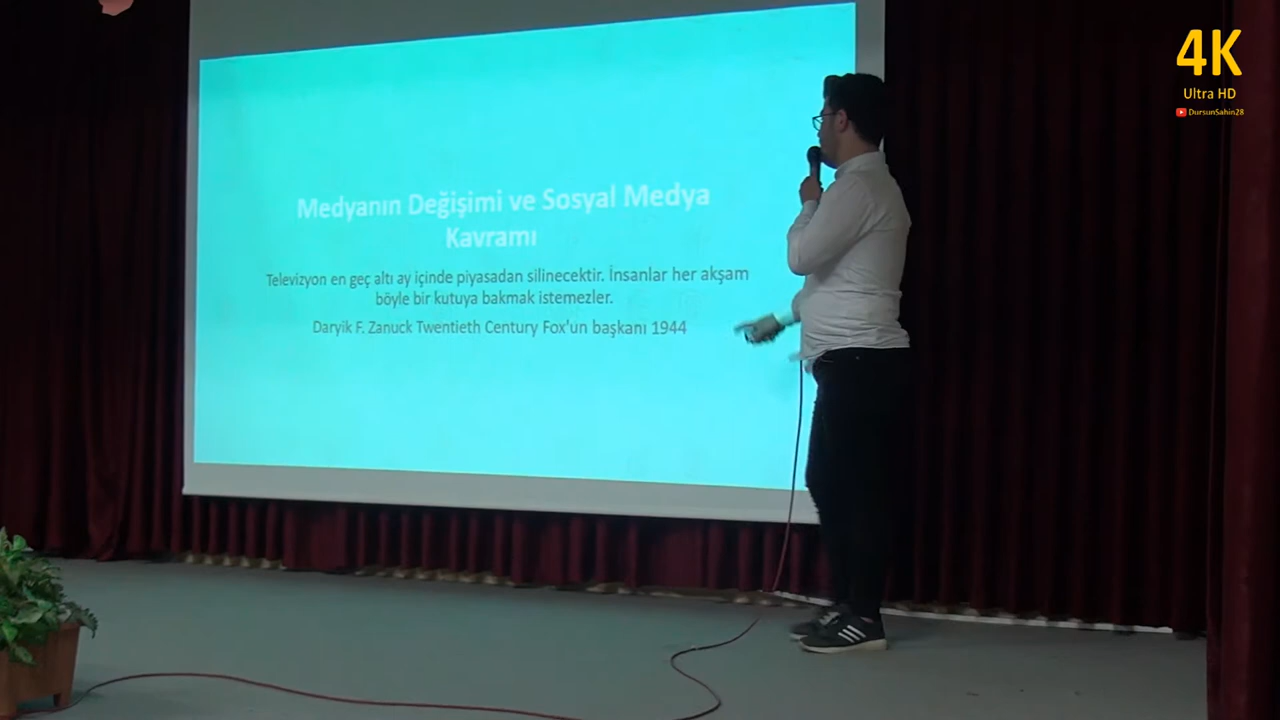 4K
Ultra HD
DursunSahin28
Medyanın Değişimi ve Sosyal Medya
Kavramı
Televizyon en geç altı ay içinde piyasadan silinecektir. İnsanlar her akşam
böyle bir kutuya bakmak istemezler.
Daryik F. Zanuck Twentieth Century Fox'un başkanı 1944